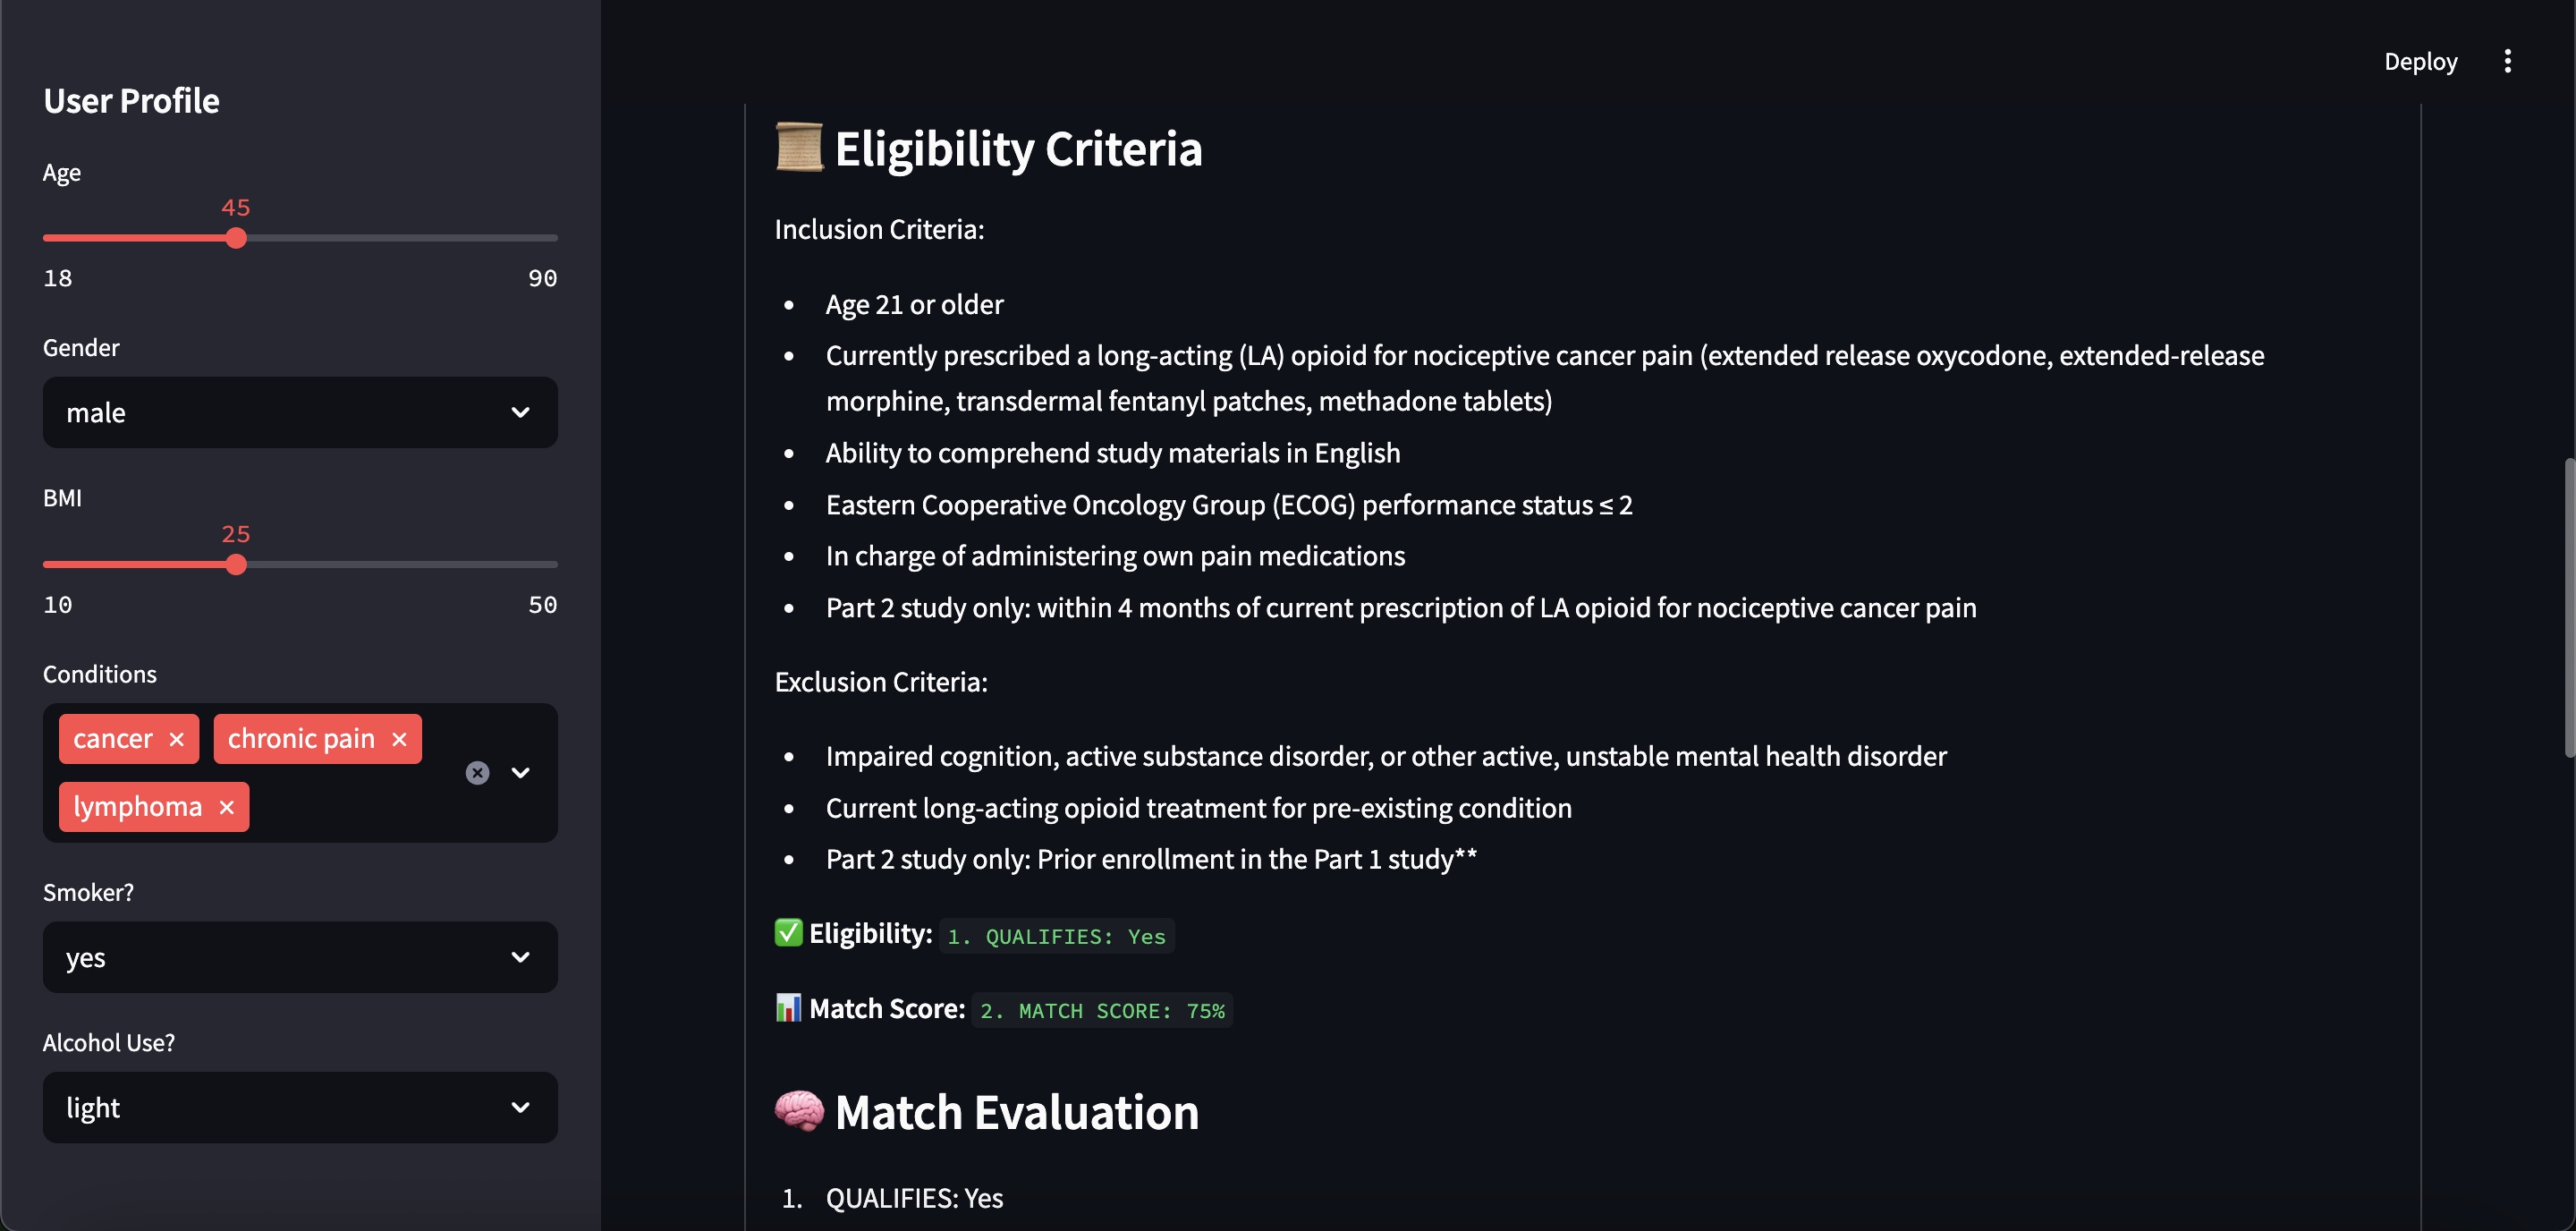 User Profile
Age
45
18 90
Gender
male
BMI
25
10 50
Conditions
cancer × chronic pain ×
lymphoma ×
Smoker?
yes
Alcohol Use?
light
Deploy
Eligibility Criteria
Inclusion Criteria:
• Age 21 or older
• Currently prescribed a long-acting (LA) opioid for nociceptive cancer pain (extended release oxycodone, extended-release
morphine, transdermal fentanyl patches, methadone tablets)
• Ability to comprehend study materials in English
• Eastern Cooperative Oncology Group (ECOG) performance status ≤ 2
• In charge of administering own pain medications
• Part 2 study only: within 4 months of current prescription of LA opioid for nociceptive cancer pain
Exclusion Criteria:
• Impaired cognition, active substance disorder, or other active, unstable mental health disorder
• Current long-acting opioid treatment for pre-existing condition
• Part 2 study only: Prior enrollment in the Part 1 study**
Eligibility: 1. QUALIFIES: Yes
Match Score: 2. MATCH SCORE: 75%
Match Evaluation
1. QUALIFIES: Yes